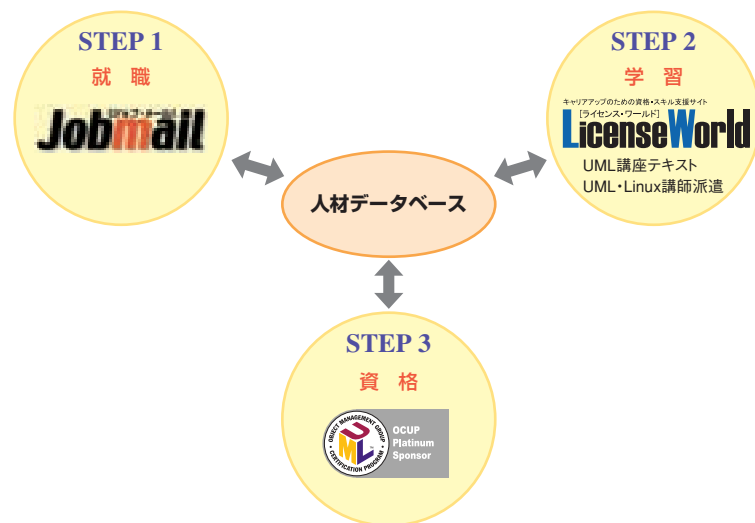 STEP 1
就 職
Jobmail
STEP 2
学 習
キャリアアップのための資格・スキル支援サイト
[ライセンス・ワールド]
LicenseWorld
UML講座テキスト
UML・Linux講師派遣
人材データベース
STEP 3
資 格
OBJECT MANAGEMENT GROUP
UML
CERTIFICATION PROGRAM
OCUP
Platinum
Sponsor